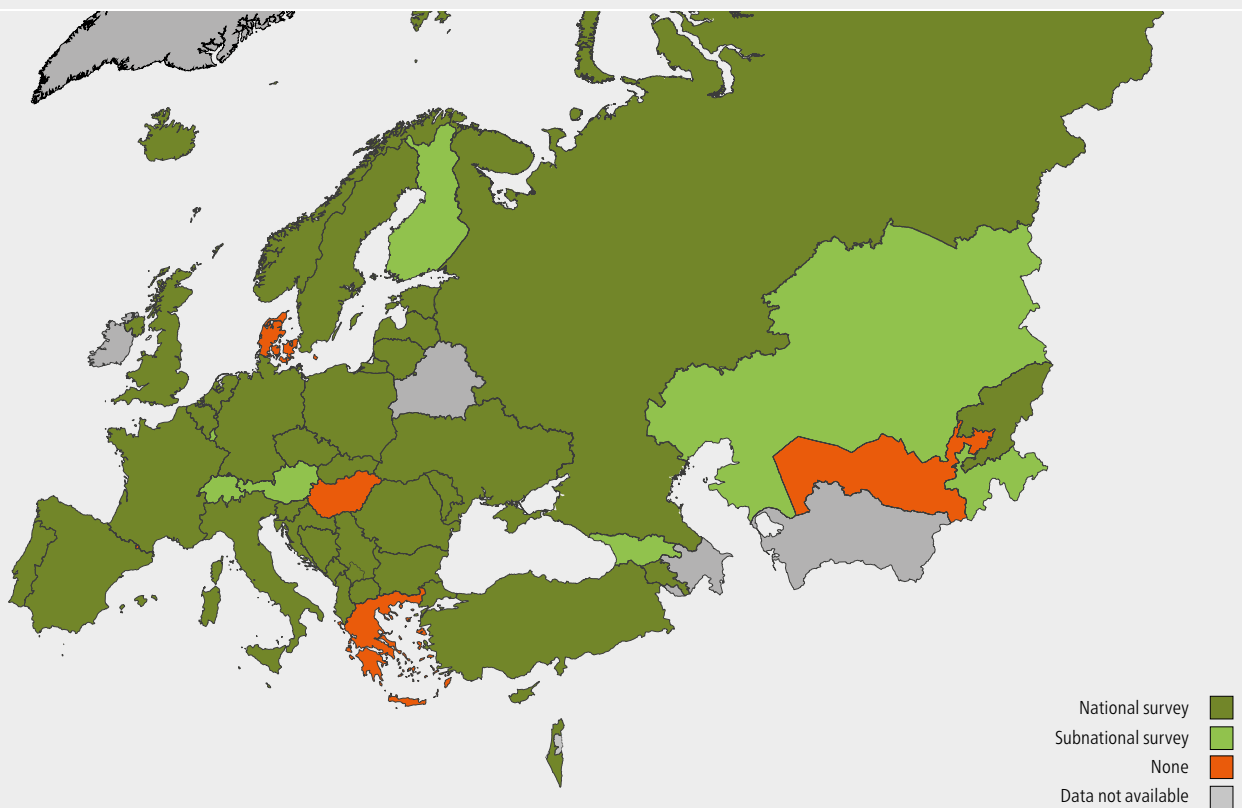 National survey
Subnational survey
None
Data not available